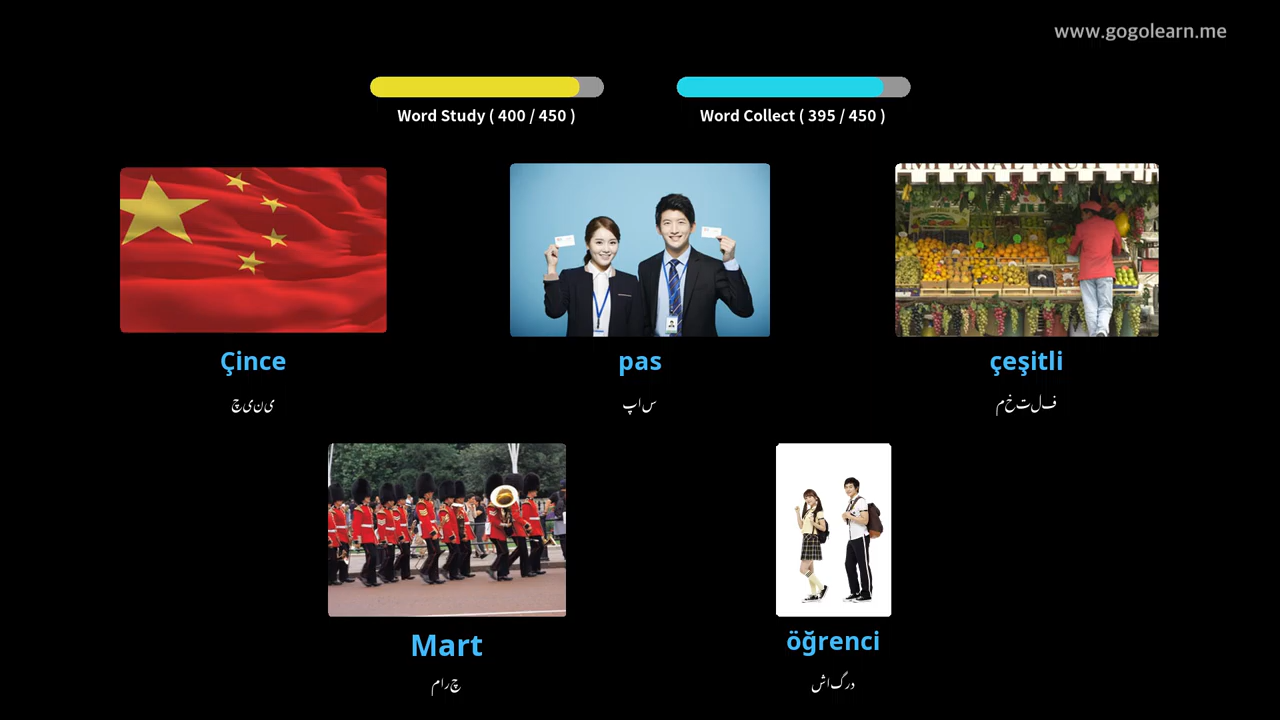 www.gogolearn.me
Word Study ( 400 / 450 )
Word Collect ( 395 / 450 )
Çince
چینی
pas
پاس
çeşitli
مختلف
Mart
مارچ
öğrenci
شاگرد